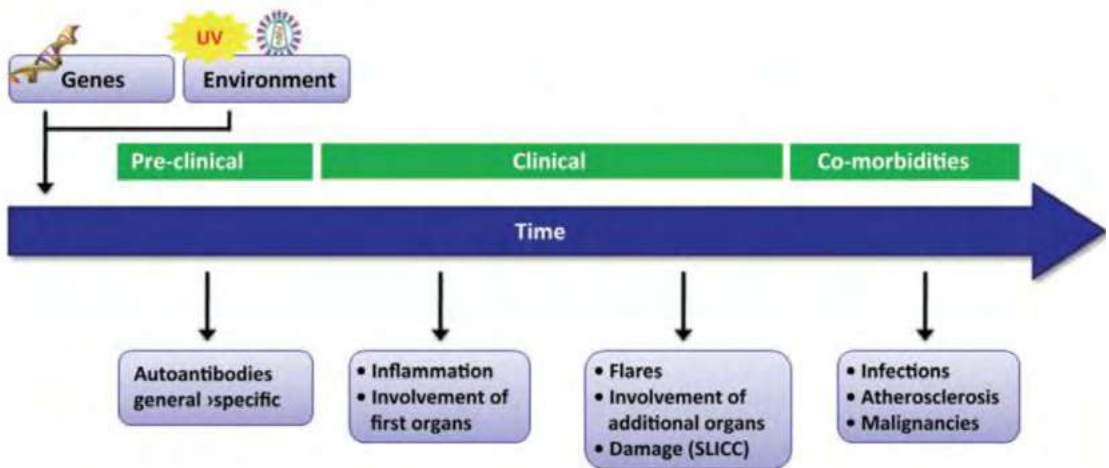 UV
Genes
Environment
Pre-clinical
Clinical
Co-morbidities
Time
Autoantibodies
general ›specific
• Inflammation
• Involvement of
first organs
• Flares
• Involvement of
additional organs
• Damage (SLICC)
• Infections
• Atherosclerosis
• Malignancies